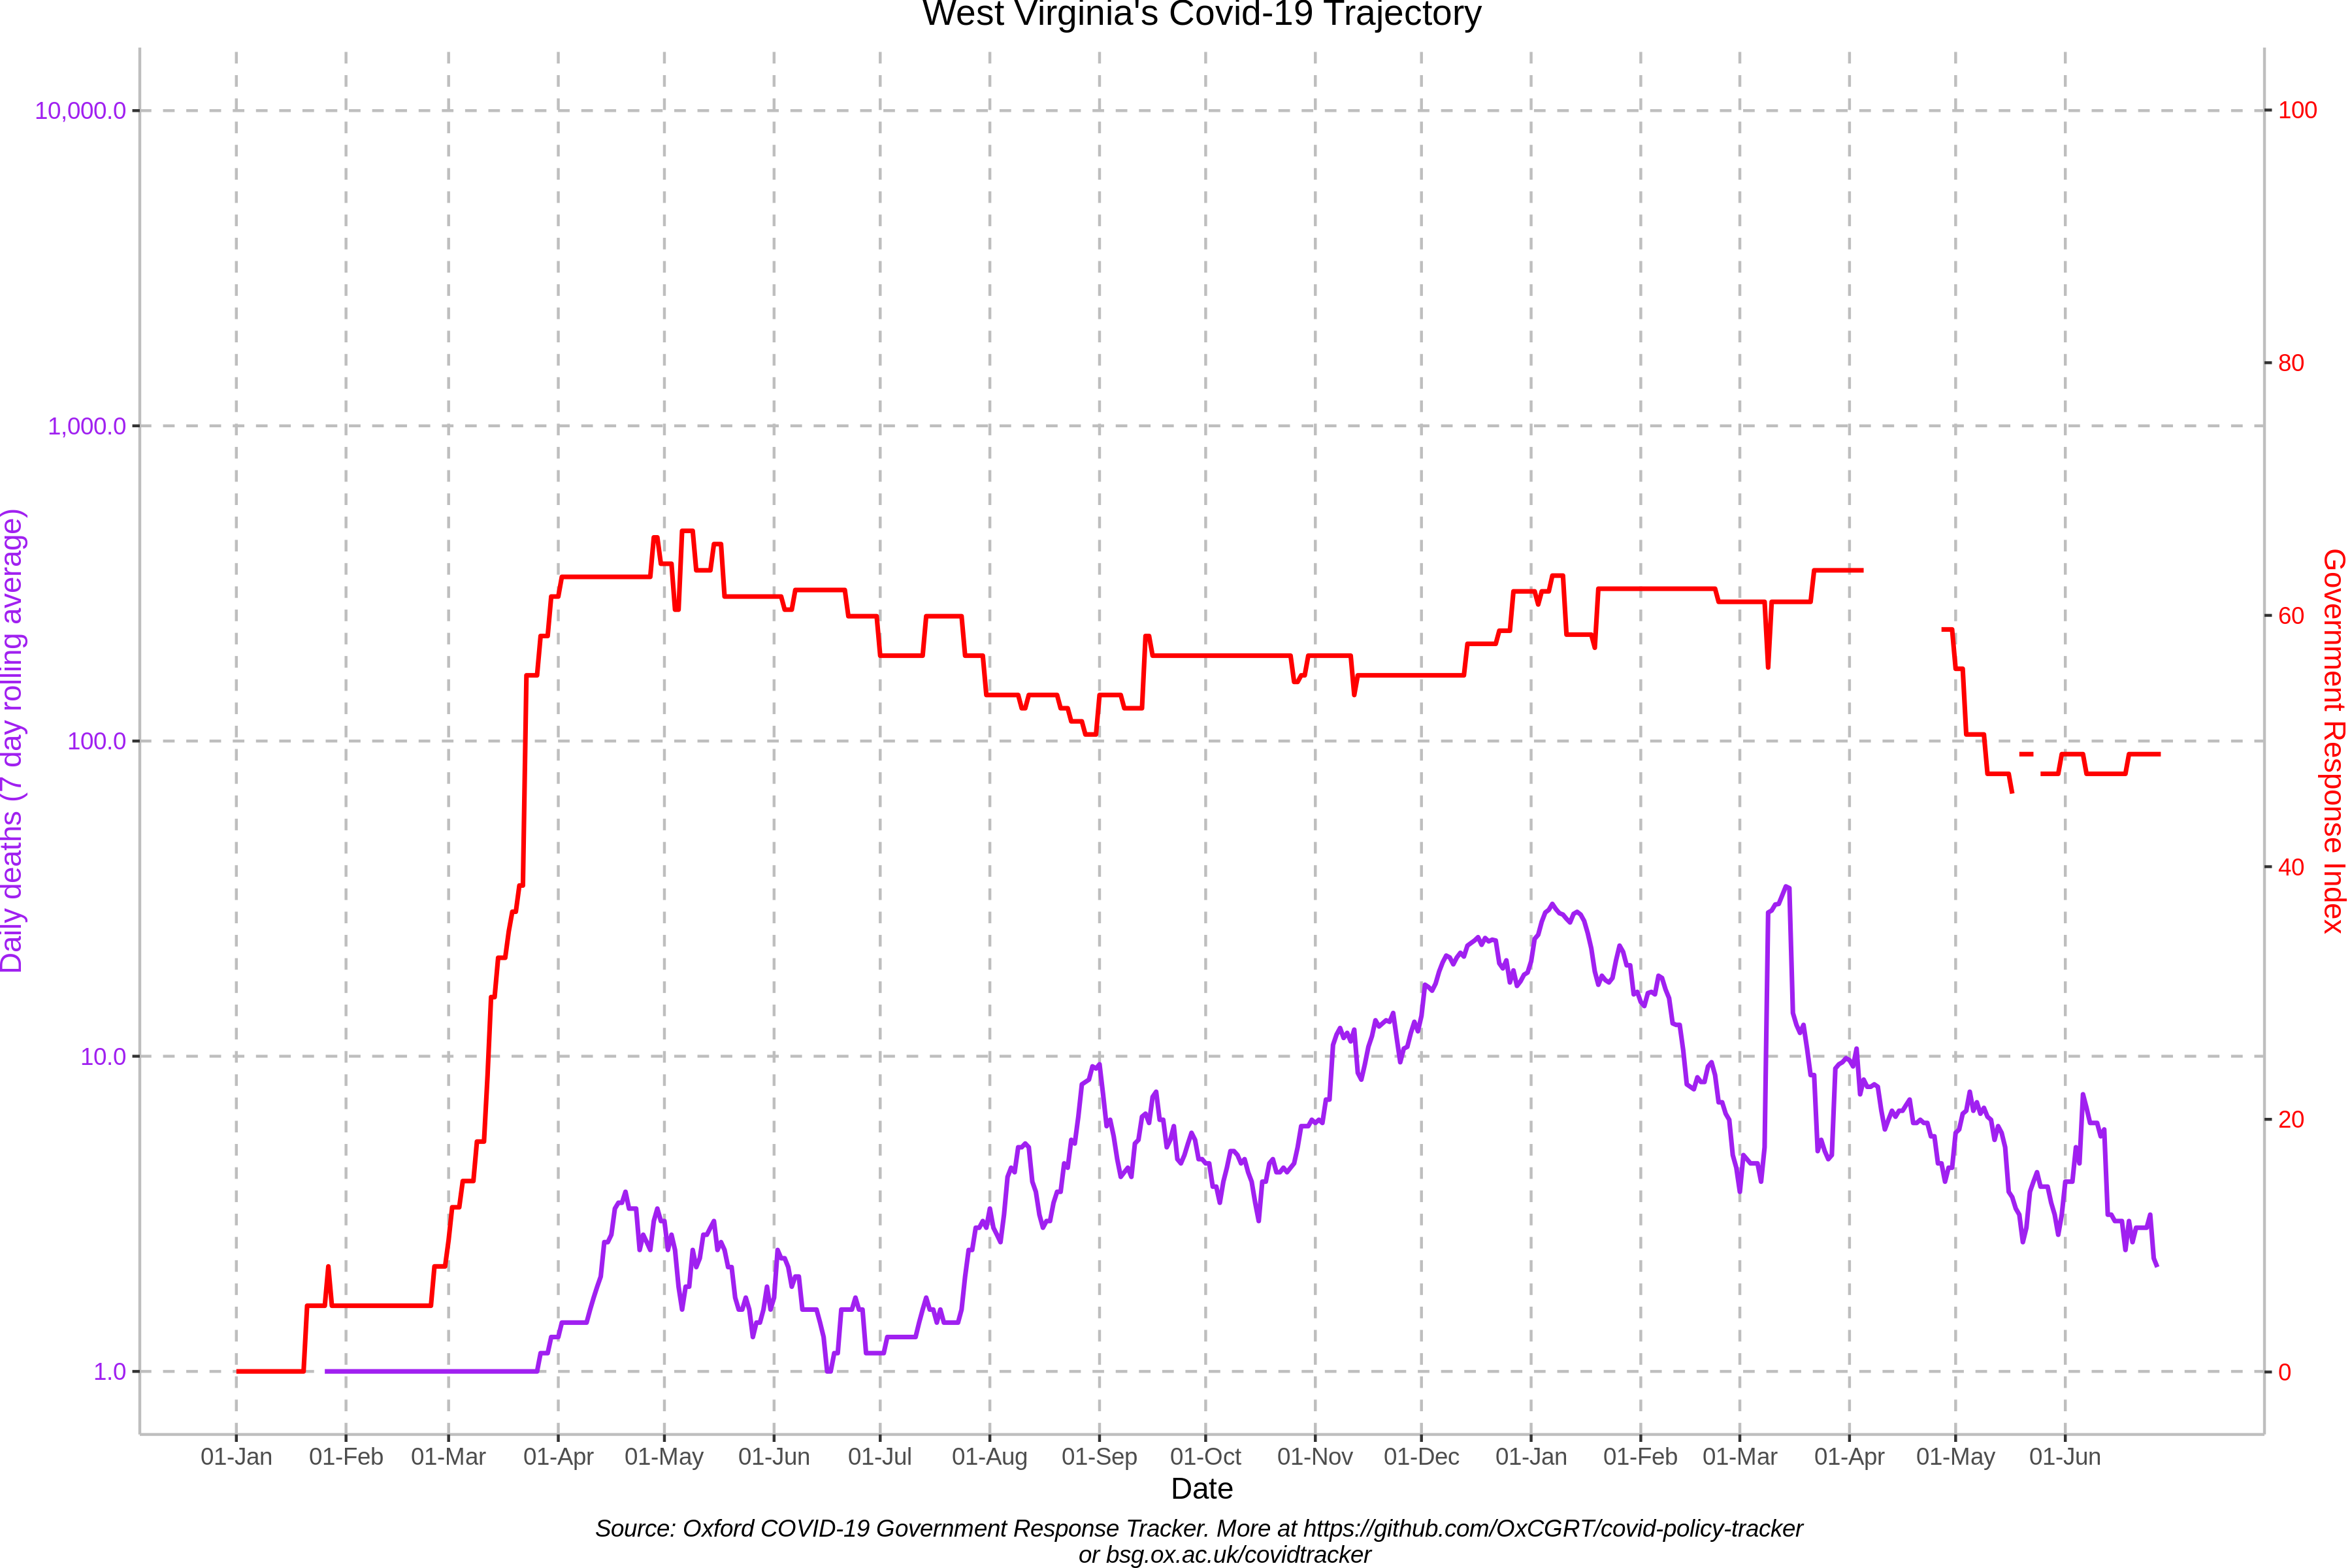 West Virginia's Covid-19 Trajectory
10,000.0
1,000.0
100.0
10.0
1.0
Daily deaths (7 day rolling average)
100
80
60
40
20
0
Government Response Index
01-Jan 01-Feb 01-Mar 01-Apr 01-May 01-Jun 01-Jul 01-Aug 01-Sep 01-Oct 01-Nov 01-Dec 01-Jan 01-Feb 01-Mar 01-Apr 01-May 01-Jun
Date
Source: Oxford COVID-19 Government Response Tracker. More at https://github.com/OxCGRT/covid-policy-tracker
or bsg.ox.ac.uk/covidtracker